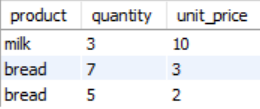 product quantity unit_price
milk 3 10
bread 7 3
bread 5 2